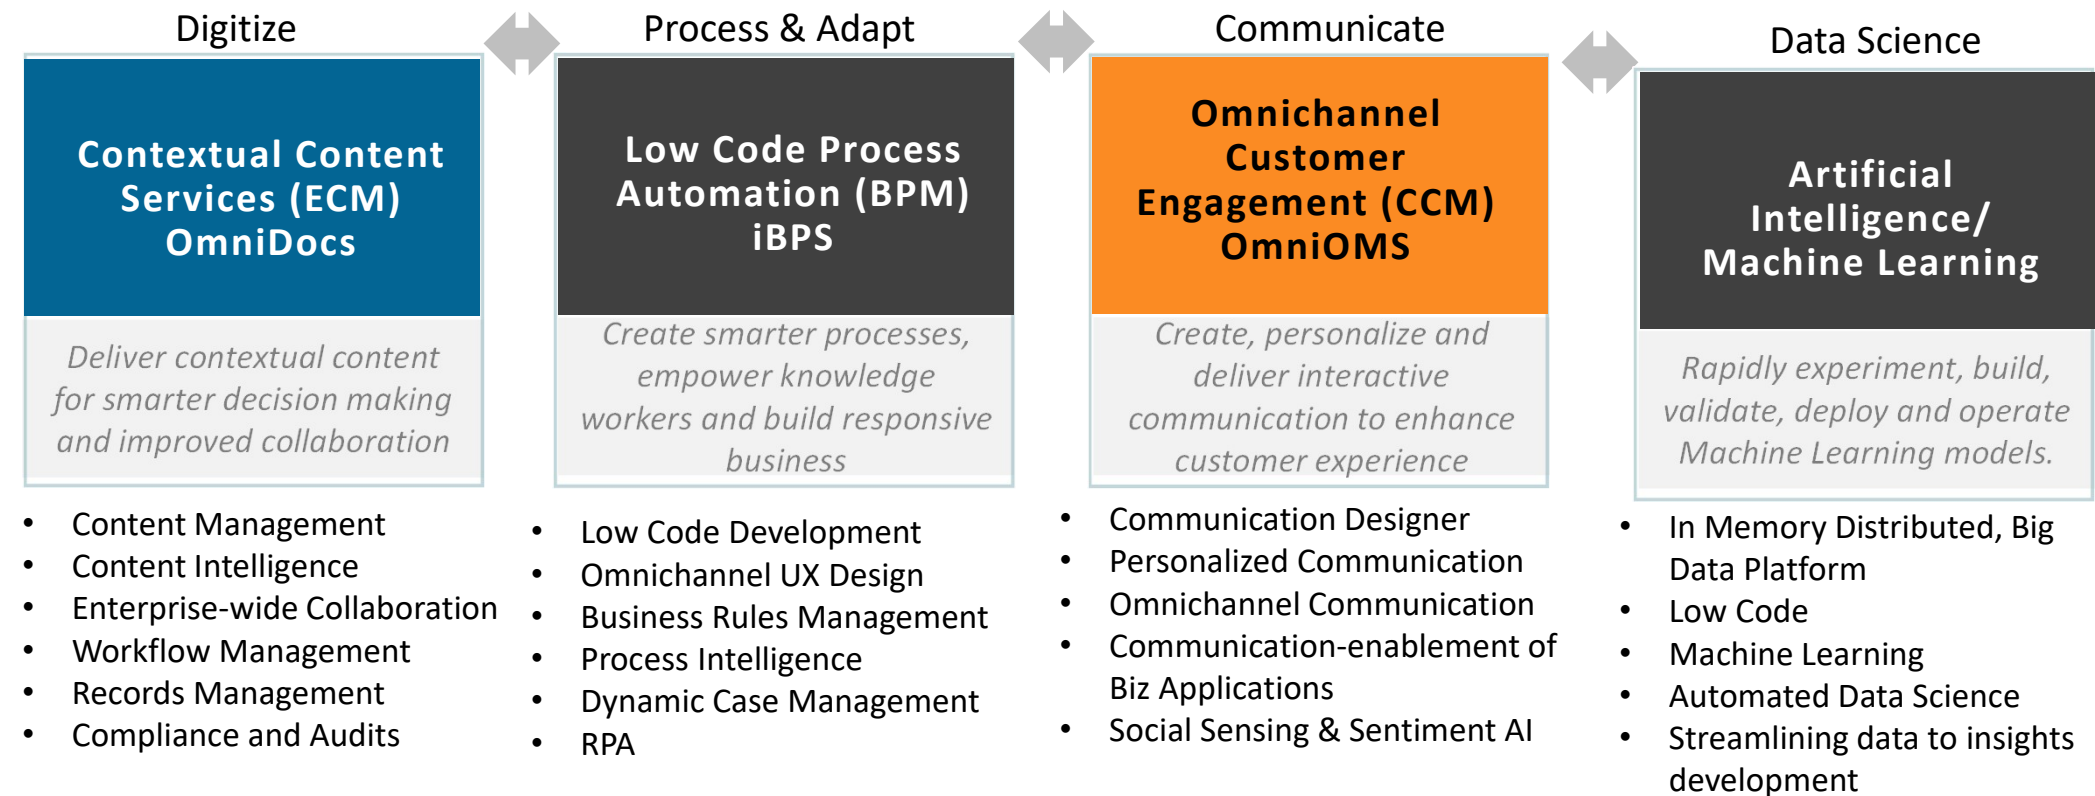 Digitize
Contextual Content
Services (ECM)
OmniDocs
Deliver contextual content
for smarter decision making
and improved collaboration
• Content Management
• Content Intelligence
• Enterprise-wide Collaboration
• Workflow Management
• Records Management
• Compliance and Audits
Process & Adapt
Low Code Process
Automation (BPM)
iBPS
Create smarter processes,
empower knowledge
workers and build responsive
business
• Low Code Development
• Omnichannel UX Design
• Business Rules Management
• Process Intelligence
• Dynamic Case Management
• RPA
Communicate
Omnichannel
Customer
Engagement (CCM)
OmniOMS
Create, personalize and
deliver interactive
communication to enhance
customer experience
• Communication Designer
• Personalized Communication
• Omnichannel Communication
• Communication-enablement of
Biz Applications
• Social Sensing & Sentiment AI
Data Science
Artificial
Intelligence/
Machine Learning
Rapidly experiment, build,
validate, deploy and operate
Machine Learning models.
• In Memory Distributed, Big
Data Platform
• Low Code
• Machine Learning
• Automated Data Science
• Streamlining data to insights
development